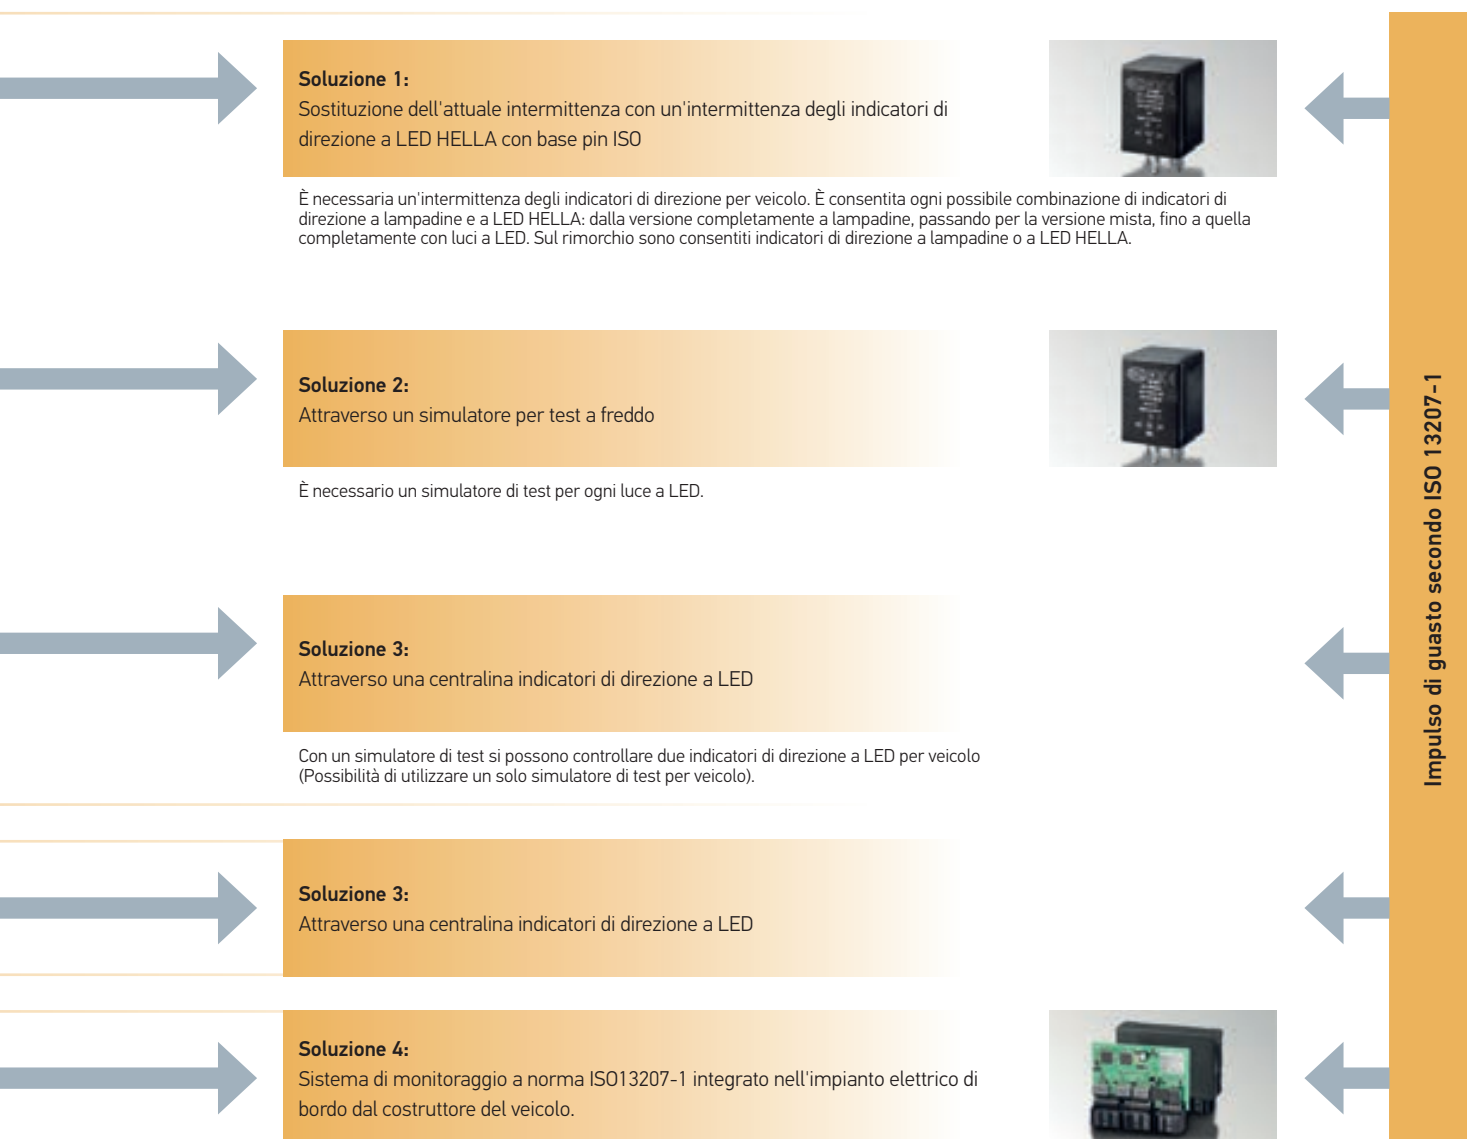 Soluzione 1:
Sostituzione dell'attuale intermittenza con un'intermittenza degli indicatori di
direzione a LED HELLA con base pin ISO
È necessaria un'intermittenza degli indicatori di direzione per veicolo. È consentita ogni possibile combinazione di indicatori di
direzione a lampadine e a LED HELLA: dalla versione completamente a lampadine, passando per la versione mista, fino a quella
completamente con luci a LED. Sul rimorchio sono consentiti indicatori di direzione a lampadine o a LED HELLA.
Soluzione 2:
Attraverso un simulatore per test a freddo
È necessario un simulatore di test per ogni luce a LED.
Soluzione 3:
Attraverso una centralina indicatori di direzione a LED
Con un simulatore di test si possono controllare due indicatori di direzione a LED per veicolo
(Possibilità di utilizzare un solo simulatore di test per veicolo).
Soluzione 3:
Attraverso una centralina indicatori di direzione a LED
Soluzione 4:
Sistema di monitoraggio a norma ISO13207-1 integrato nell'impianto elettrico di
bordo dal costruttore del veicolo.
Impulso di guasto secondo ISO 13207-1